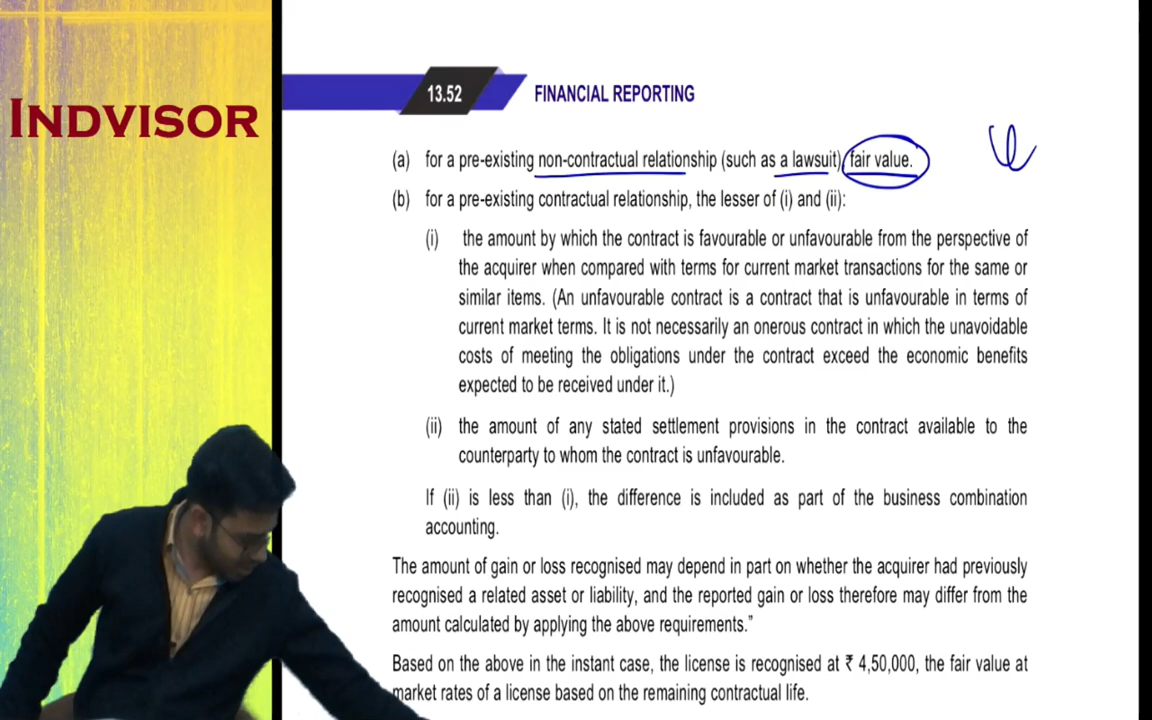 INDVISOR
13.52 FINANCIAL REPORTING
(a) for a pre-existing non-contractual relationship (such as a lawsuit), fair value.
(b) for a pre-existing contractual relationship, the lesser of (i) and (ii):
(i) the amount by which the contract is favourable or unfavourable from the perspective of
the acquirer when compared with terms for current market transactions for the same or
similar items. (An unfavourable contract is a contract that is unfavourable in terms of
current market terms. It is not necessarily an onerous contract in which the unavoidable
costs of meeting the obligations under the contract exceed the economic benefits
expected to be received under it.)
(ii) the amount of any stated settlement provisions in the contract available to the
counterparty to whom the contract is unfavourable.
If (ii) is less than (i), the difference is included as part of the business combination
accounting.
The amount of gain or loss recognised may depend in part on whether the acquirer had previously
recognised a related asset or liability, and the reported gain or loss therefore may differ from the
amount calculated by applying the above requirements.”
Based on the above in the instant case, the license is recognised at ₹ 4,50,000, the fair value at
market rates of a license based on the remaining contractual life.